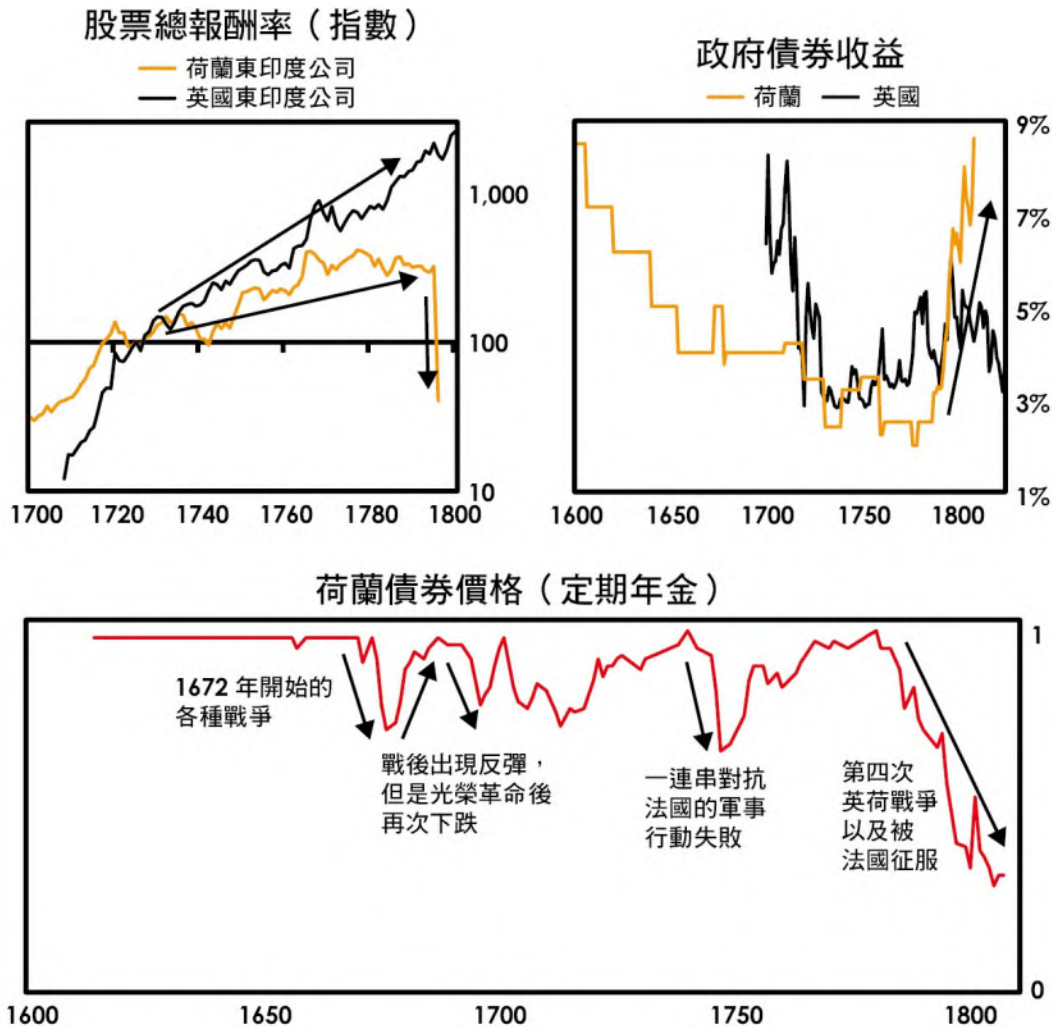 股票總報酬率（指數）
荷蘭東印度公司
英國東印度公司
1,000
100
10
1700 1720 1740 1760 1780 1800
政府債券收益
荷蘭 英國
9%
7%
5%
3%
1%
1600 1650 1700 1750 1800
荷蘭債券價格（定期年金）
1
1672 年開始的
各種戰爭
戰後出現反彈，
但是光榮革命後
再次下跌
一連串對抗
法國的軍事
行動失敗
第四次
英荷戰爭
以及被
法國征服
0
1600 1650 1700 1750 1800